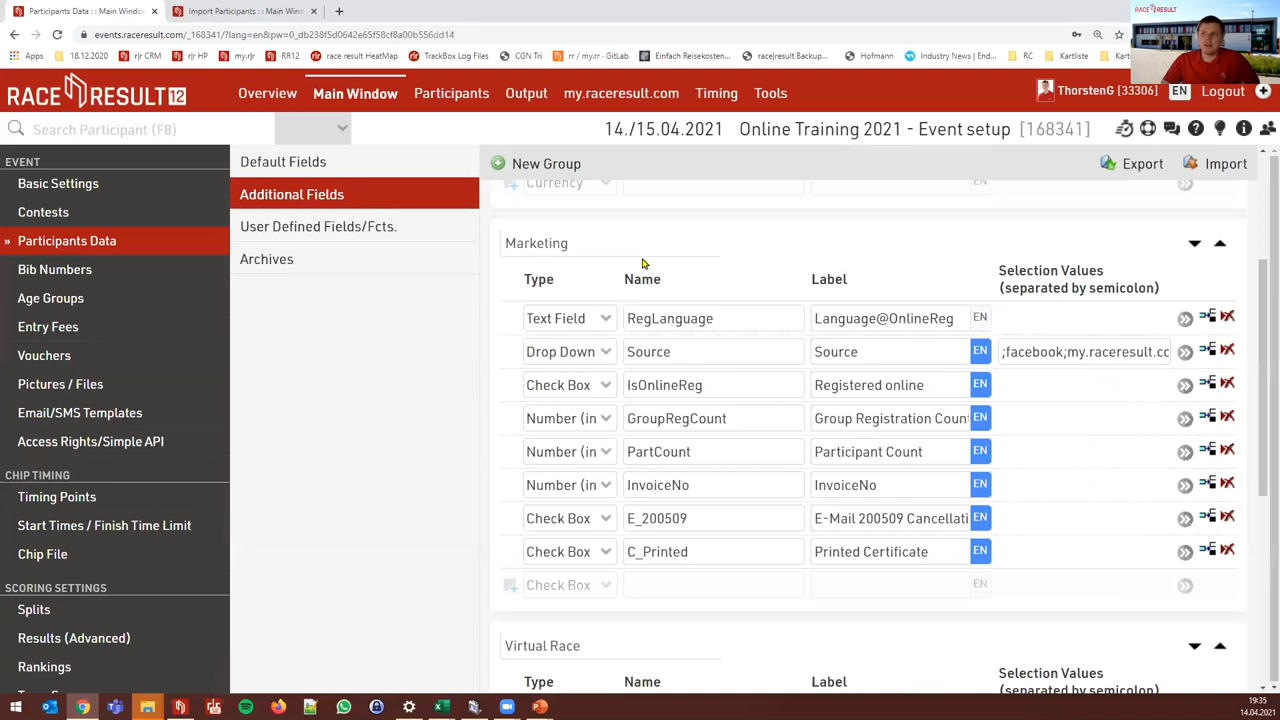 Participants Data : : Main Window
Import Participants : : Main Wind
events.raceresult.com/_168341/?lang=en&pw=0_db238f5d0642e65f58cf8a00b556dd14
Apps
18.12.2020
r|r CRM
r|r HP
my.r|r
RR12
race result HeatMap
TrackBox Log Files
CGN Tri
rr / my.rr · GitLab
Einfach Reisekosten...
race|result Backup...
Hofmann
Industry News | End...
RC
Kartliste
RACE RESULT
RACE RESULT 12
Overview
Main Window
Participants
Output
my.raceresult.com
Timing
Tools
ThorstenG [33306]
EN
Logout
Search Participant (F8)
14./15.04.2021 Online Training 2021 - Event setup [168341]
EVENT
Basic Settings
Contests
» Participants Data
Bib Numbers
Age Groups
Entry Fees
Vouchers
Pictures / Files
Email/SMS Templates
Access Rights/Simple API
CHIP TIMING
Timing Points
Start Times / Finish Time Limit
Chip File
SCORING SETTINGS
Splits
Results (Advanced)
Rankings
Default Fields
Additional Fields
User Defined Fields/Fcts.
Archives
New Group
Export
Import
Currency EN
Marketing
Type Name Label Selection Values (separated by semicolon)
Text Field RegLanguage Language@OnlineReg EN
Drop Down Source Source EN ;facebook;my.raceresult.cc
Check Box IsOnlineReg Registered online EN
Number (in GroupRegCount Group Registration Coun EN
Number (in PartCount Participant Count EN
Number (in InvoiceNo InvoiceNo EN
Check Box E_200509 E-Mail 200509 Cancellati EN
Check Box C_Printed Printed Certificate EN
Check Box EN
Virtual Race
Type Name Label Selection Values (separated by semicolon)
19:35
14.04.2021